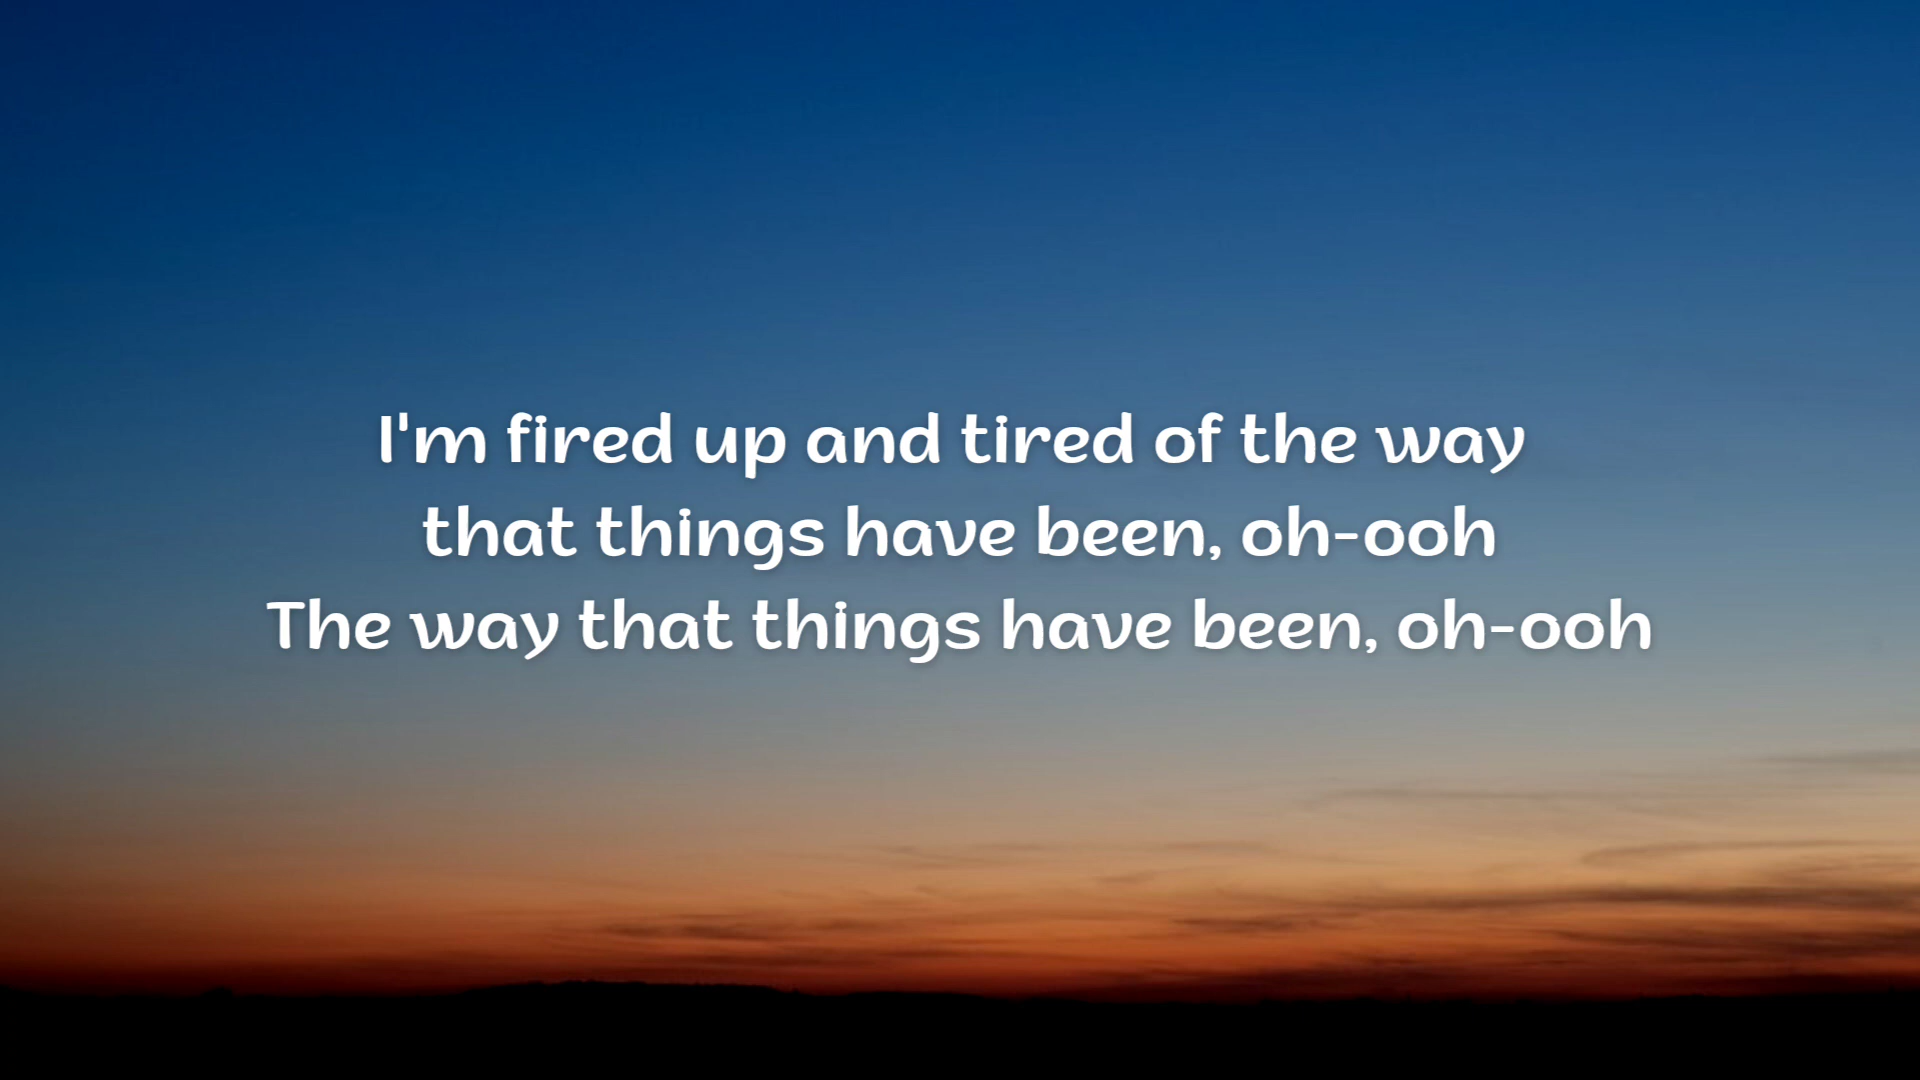 I'm fired up and tired of the way
that things have been, oh-ooh
The way that things have been, oh-ooh